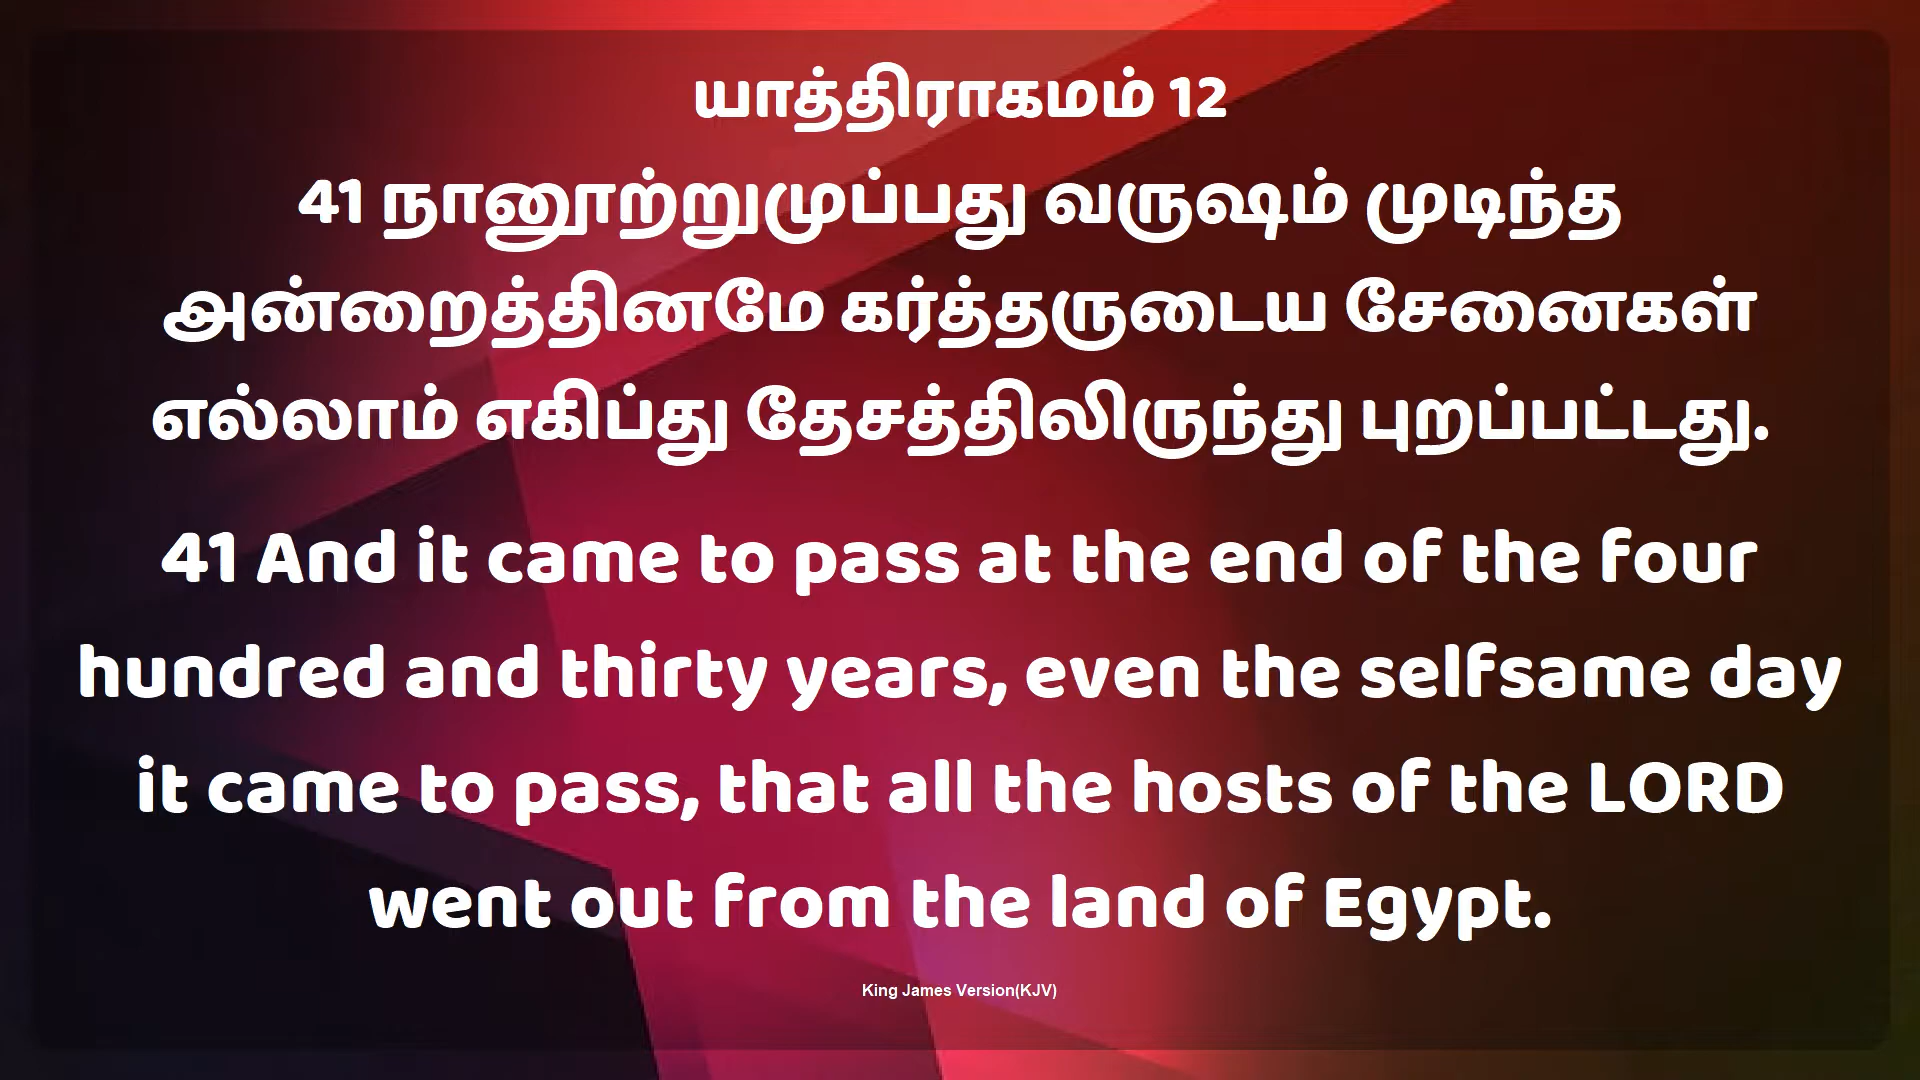 யாத்திராகமம் 12
41 நானூற்றுமுப்பது வருஷம் முடிந்த
அன்றைத்தினமே கர்த்தருடைய சேனைகள்
எல்லாம் எகிப்து தேசத்திலிருந்து புறப்பட்டது.
41 And it came to pass at the end of the four
hundred and thirty years, even the selfsame day
it came to pass, that all the hosts of the LORD
went out from the land of Egypt.
King James Version(KJV)